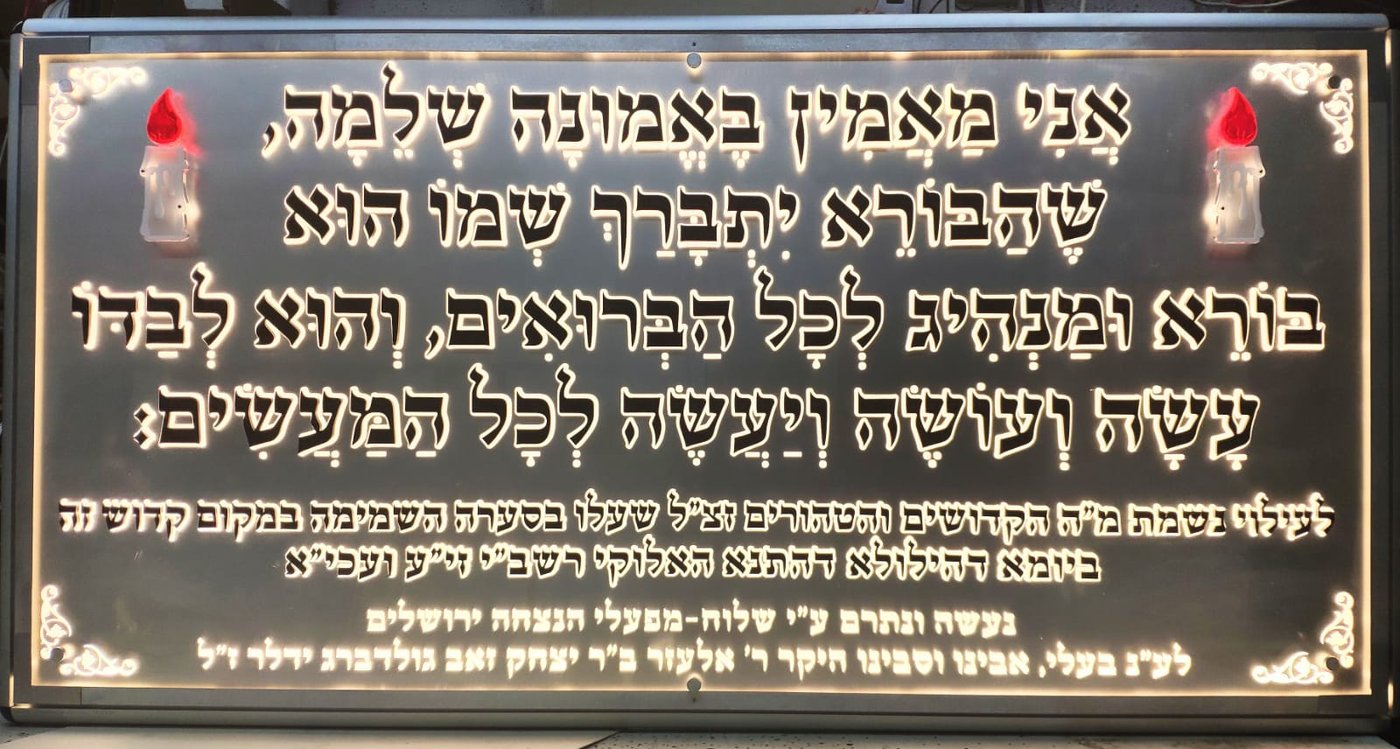 אֲנִי מַאֲמִין בֶּאֱמוּנָה שְׁלֵמָה,
שֶׁהַבּוֹרֵא יִתְבָּרַךְ שְׁמוֹ הוּא
בּוֹרֵא וּמַנְהִיג לְכָל הַבְּרוּאִים, וְהוּא לְבַדּוֹ
עָשָׂה וְעוֹשֶׂה וְיַעֲשֶׂה לְכָל הַמַּעֲשִׂים:
לעילוי נשמת מ״ה הקדושים והטהורים זצ״ל שעלו בסערה השמימה במקום קדוש זה
ביומא דהילולא דהתנא האלוקי רשב״י זי״ע ועכי״א
נעשה ונתרם ע״י שלוח-מפעלי הנצחה ירושלים
לע״נ בעלי, אבינו וסבינו היקר ר׳ אלעזר ב״ר יצחק זאב גולדברג ידלר ז״ל